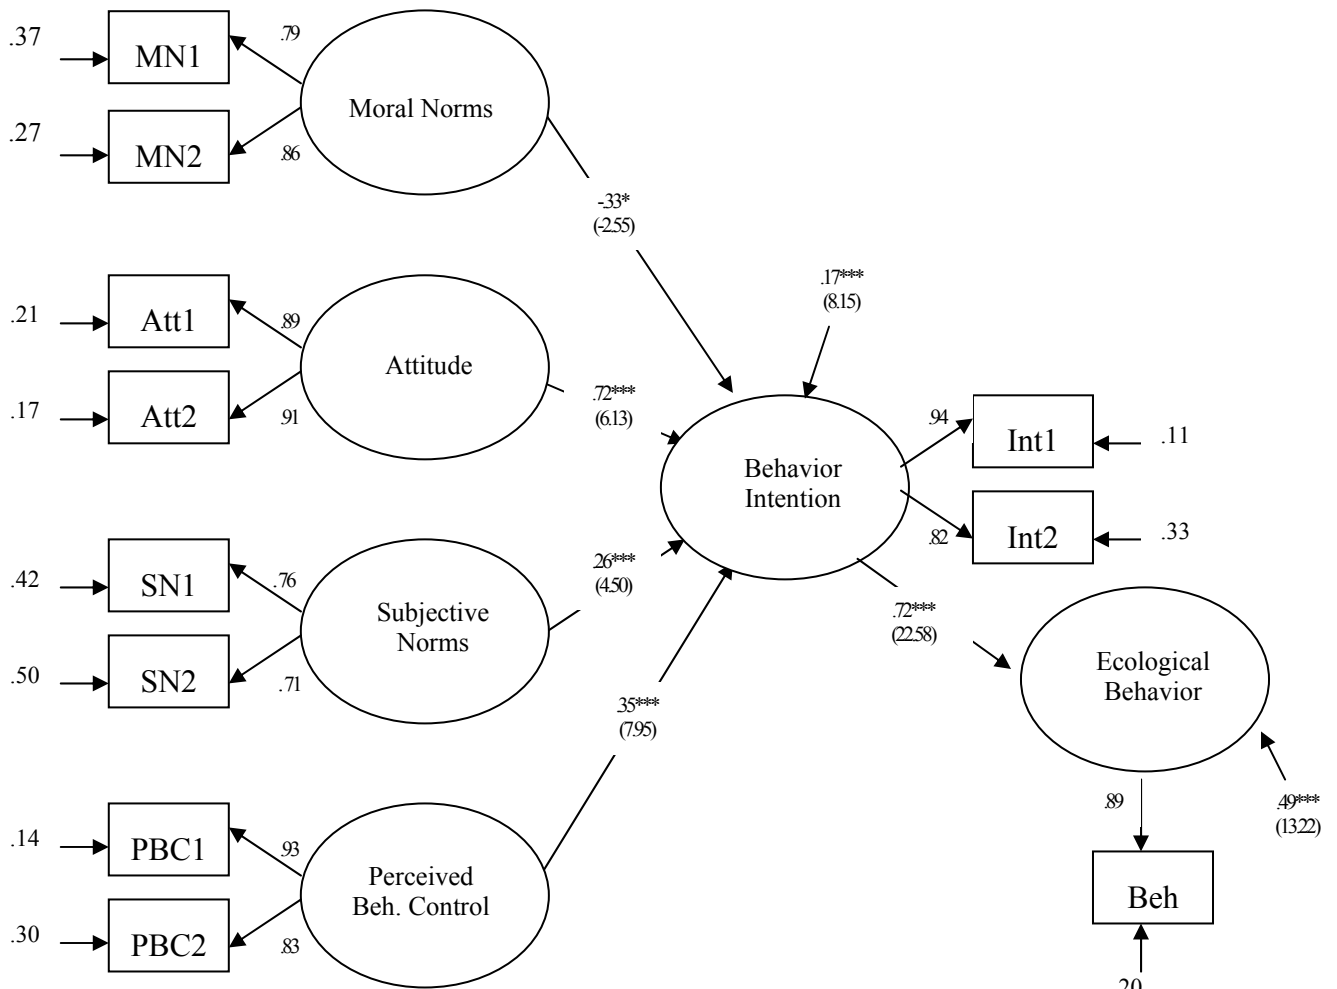 .37
MN1
.79
Moral Norms
.27
MN2
.86
-.33*
(-2.55)
.17***
(8.15)
.21
Att1
.89
Attitude
.17
Att2
.91
.72***
(6.13)
Behavior
Intention
.94
Int1
.11
.82
Int2
.33
.42
SN1
.76
Subjective
Norms
.50
SN2
.71
.26***
(4.50)
.72***
(22.58)
Ecological
Behavior
.35***
(7.95)
.14
PBC1
.93
Perceived
Beh. Control
.30
PBC2
.83
.89
.49***
(13.22)
Beh
.20